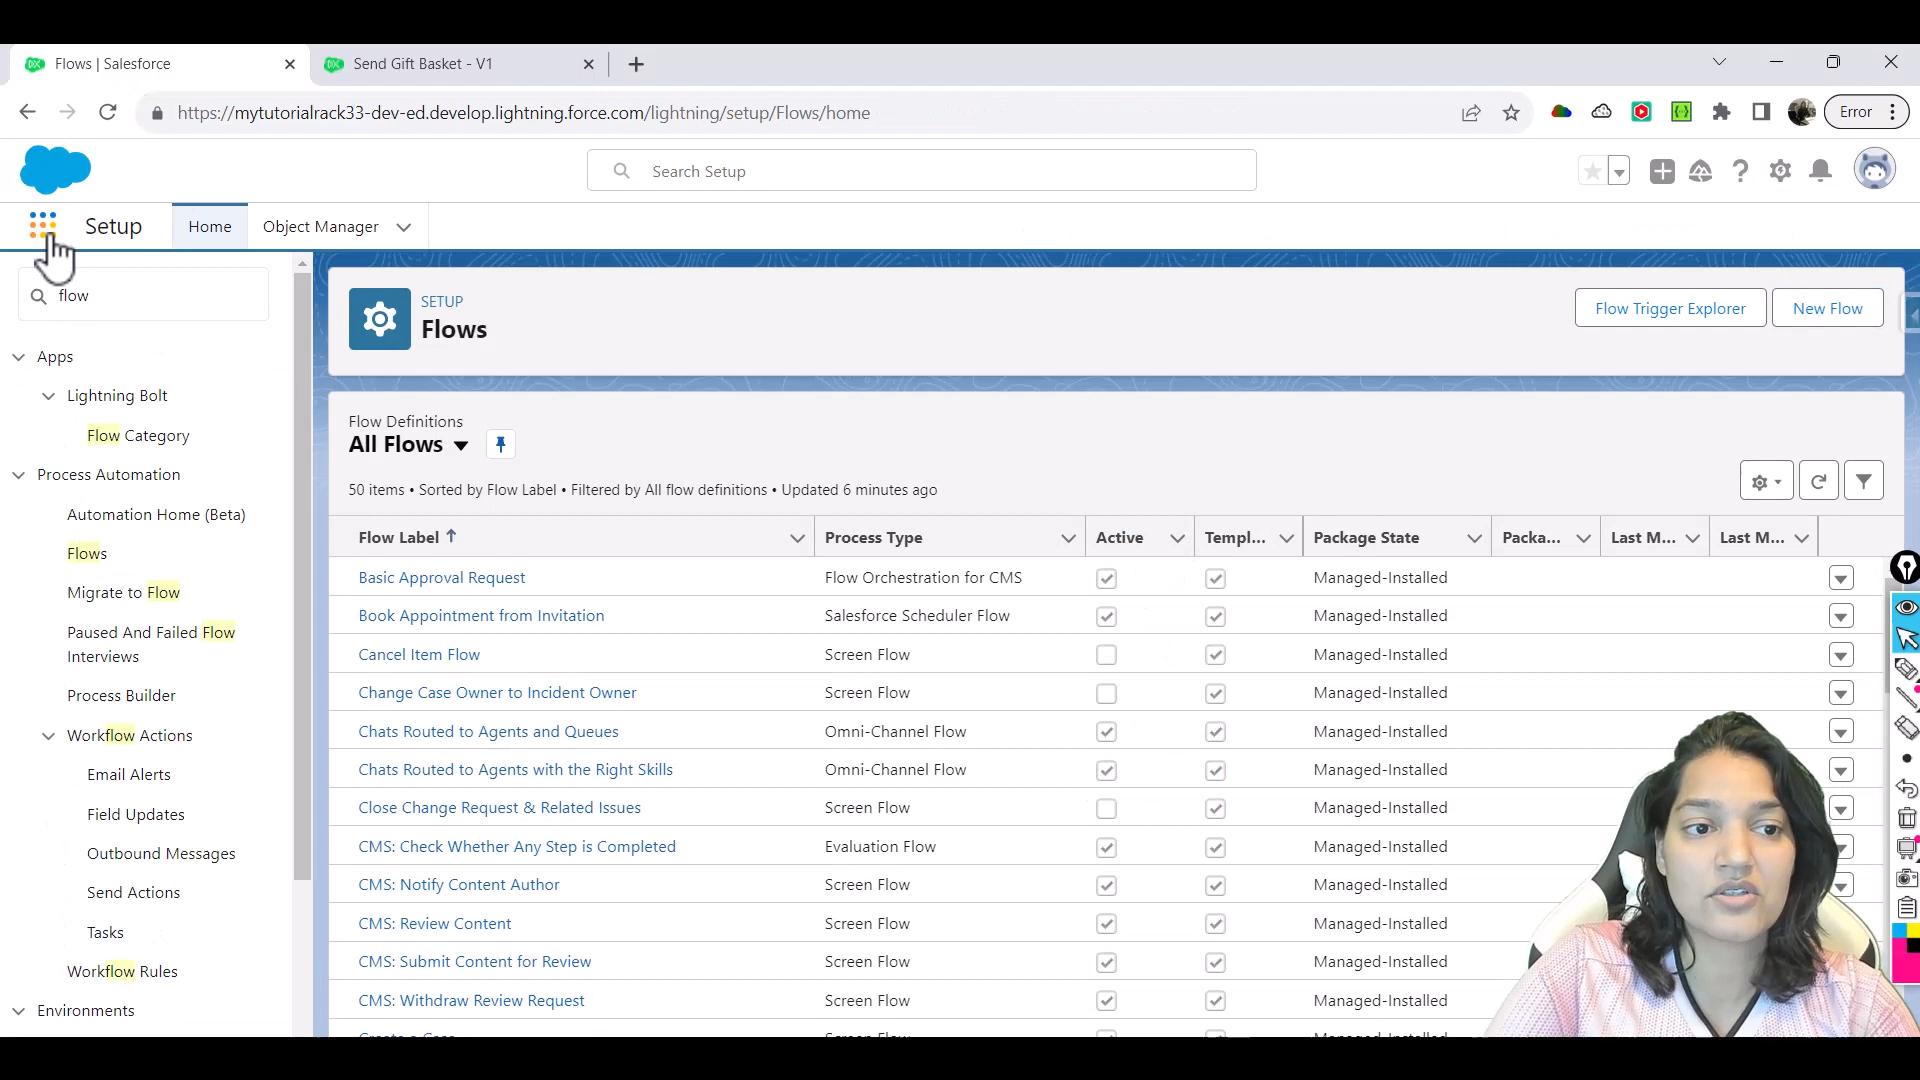 Flows | Salesforce
Send Gift Basket - V1
https://mytutorialrack33-dev-ed.develop.lightning.force.com/lightning/setup/Flows/home
Error
Search Setup
Setup
Home
Object Manager
flow
Apps
Lightning Bolt
Flow Category
Process Automation
Automation Home (Beta)
Flows
Migrate to Flow
Paused And Failed Flow
Interviews
Process Builder
Workflow Actions
Email Alerts
Field Updates
Outbound Messages
Send Actions
Tasks
Workflow Rules
Environments
SETUP
Flows
Flow Trigger Explorer
New Flow
Flow Definitions
All Flows
50 items • Sorted by Flow Label • Filtered by All flow definitions • Updated 6 minutes ago
Flow Label Process Type Active Templ... Package State Packa... Last M... Last M...
Basic Approval Request Flow Orchestration for CMS Managed-Installed
Book Appointment from Invitation Salesforce Scheduler Flow Managed-Installed
Cancel Item Flow Screen Flow Managed-Installed
Change Case Owner to Incident Owner Screen Flow Managed-Installed
Chats Routed to Agents and Queues Omni-Channel Flow Managed-Installed
Chats Routed to Agents with the Right Skills Omni-Channel Flow Managed-Installed
Close Change Request & Related Issues Screen Flow Managed-Installed
CMS: Check Whether Any Step is Completed Evaluation Flow Managed-Installed
CMS: Notify Content Author Screen Flow Managed-Installed
CMS: Review Content Screen Flow Managed-Installed
CMS: Submit Content for Review Screen Flow Managed-Installed
CMS: Withdraw Review Request Screen Flow Managed-Installed